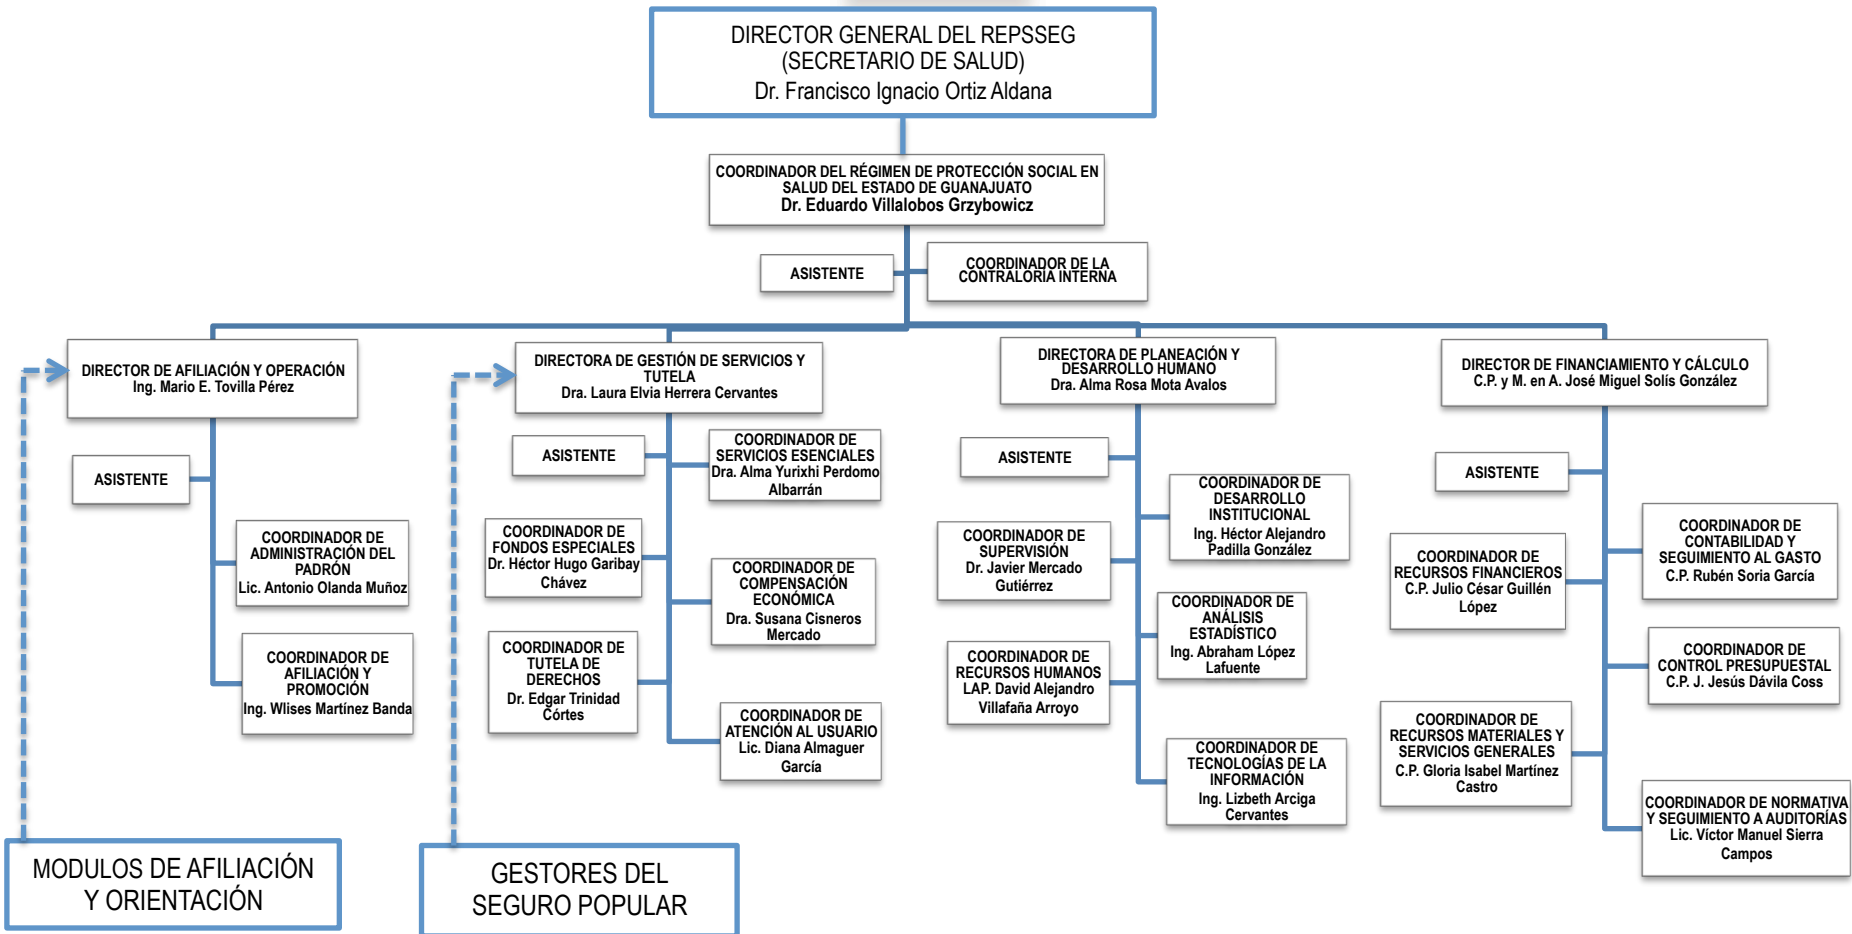 DIRECTOR GENERAL DEL REPSSEG
(SECRETARIO DE SALUD)
Dr. Francisco Ignacio Ortiz Aldana
COORDINADOR DEL RÉGIMEN DE PROTECCIÓN SOCIAL EN
SALUD DEL ESTADO DE GUANAJUATO
Dr. Eduardo Villalobos Grzybowicz
ASISTENTE
COORDINADOR DE LA
CONTRALORÍA INTERNA
DIRECTOR DE AFILIACIÓN Y OPERACIÓN
Ing. Mario E. Tovilla Pérez
ASISTENTE
COORDINADOR DE
ADMINISTRACIÓN DEL
PADRÓN
Lic. Antonio Olanda Muñoz
COORDINADOR DE
AFILIACIÓN Y
PROMOCIÓN
Ing. Wlises Martínez Banda
MODULOS DE AFILIACIÓN
Y ORIENTACIÓN
DIRECTORA DE GESTIÓN DE SERVICIOS Y
TUTELA
Dra. Laura Elvia Herrera Cervantes
ASISTENTE
COORDINADOR DE
SERVICIOS ESENCIALES
Dra. Alma Yurixhi Perdomo
Albarrán
COORDINADOR DE
FONDOS ESPECIALES
Dr. Héctor Hugo Garibay
Chávez
COORDINADOR DE
COMPENSACIÓN
ECONÓMICA
Dra. Susana Cisneros
Mercado
COORDINADOR DE
TUTELA DE
DERECHOS
Dr. Edgar Trinidad
Córtes
COORDINADOR DE
ATENCIÓN AL USUARIO
Lic. Diana Almaguer
García
GESTORES DEL
SEGURO POPULAR
DIRECTORA DE PLANEACIÓN Y
DESARROLLO HUMANO
Dra. Alma Rosa Mota Avalos
ASISTENTE
COORDINADOR DE
DESARROLLO
INSTITUCIONAL
Ing. Héctor Alejandro
Padilla González
COORDINADOR DE
SUPERVISIÓN
Dr. Javier Mercado
Gutiérrez
COORDINADOR DE
ANÁLISIS
ESTADÍSTICO
Ing. Abraham López
Lafuente
COORDINADOR DE
RECURSOS HUMANOS
LAP. David Alejandro
Villafaña Arroyo
COORDINADOR DE
TECNOLOGÍAS DE LA
INFORMACIÓN
Ing. Lizbeth Arciga
Cervantes
DIRECTOR DE FINANCIAMIENTO Y CÁLCULO
C.P. y M. en A. José Miguel Solís González
ASISTENTE
COORDINADOR DE
CONTABILIDAD Y
SEGUIMIENTO AL GASTO
C.P. Rubén Soria García
COORDINADOR DE
RECURSOS FINANCIEROS
C.P. Julio César Guillén
López
COORDINADOR DE
CONTROL PRESUPUESTAL
C.P. J. Jesús Dávila Coss
COORDINADOR DE
RECURSOS MATERIALES Y
SERVICIOS GENERALES
C.P. Gloria Isabel Martínez
Castro
COORDINADOR DE NORMATIVA
Y SEGUIMIENTO A AUDITORÍAS
Lic. Víctor Manuel Sierra
Campos